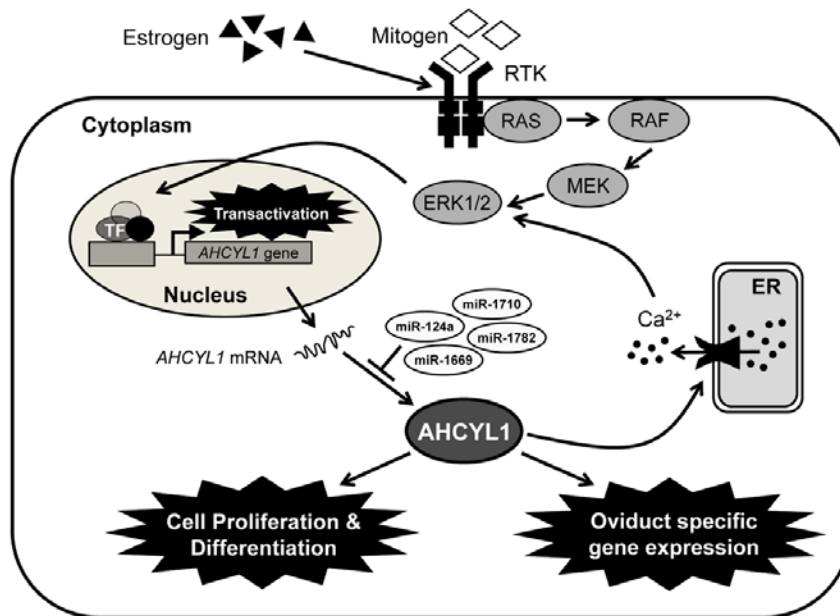 Estrogen
Mitogen
RTK
Cytoplasm
RAS
RAF
MEK
ERK1/2
Transactivation
TF
AHCYL1 gene
Nucleus
ER
Ca²⁺
miR-1710
miR-124a
miR-1782
miR-1669
AHCYL1 mRNA
AHCYL1
Cell Proliferation &
Differentiation
Oviduct specific
gene expression